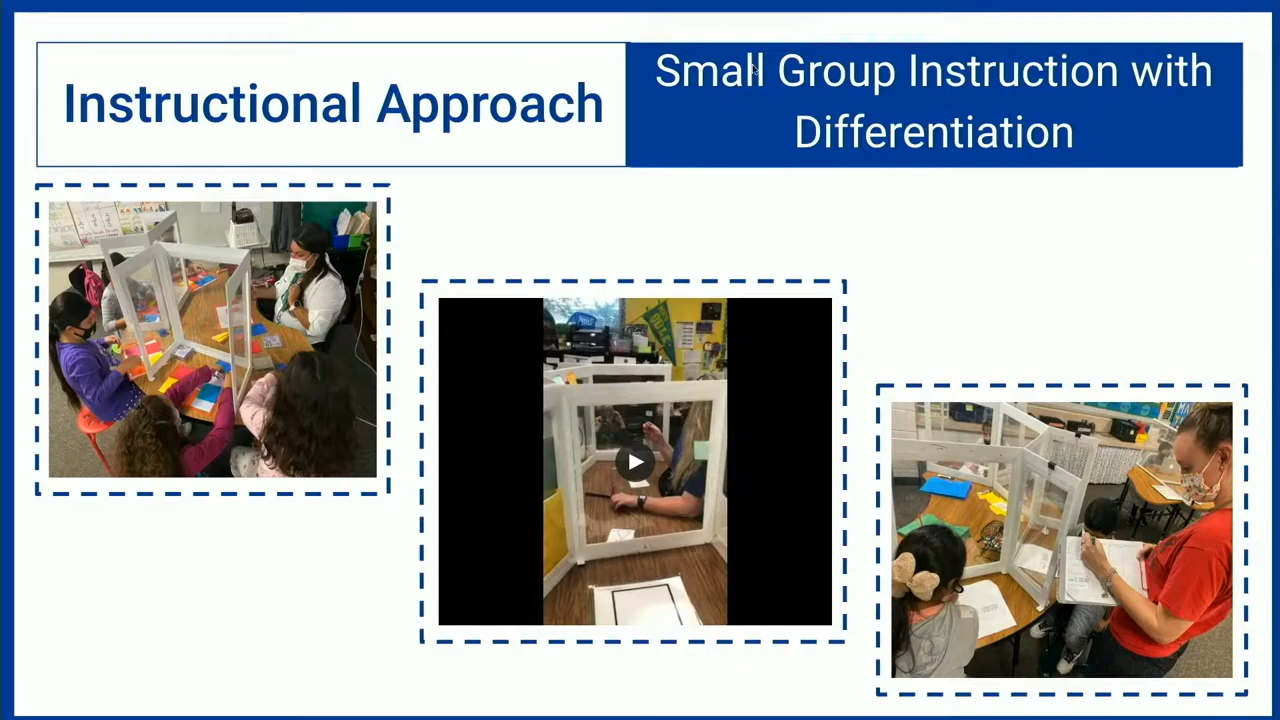 Instructional Approach
Small Group Instruction with
Differentiation